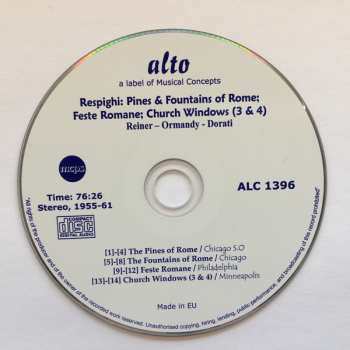 alto
a label of Musical Concepts
Respighi: Pines & Fountains of Rome;
Feste Romane; Church Windows (3 & 4)
Reiner – Ormandy - Dorati
mcps
Time: 76:26
Stereo, 1955-61
ALC 1396
COMPACT
disc
DIGITAL AUDIO
[1]-[4] The Pines of Rome / Chicago S.O
[5]-[8] The Fountains of Rome / Chicago
[9]-[12] Feste Romane / Philadelphia
[13]-[14] Church Windows (3 & 4) / Minneapolis
Made in EU
"All rights of the producer and of the owner of the recorded work reserved. Unauthorised copying, hiring, lending, public performance, and broadcasting of this record prohibited."